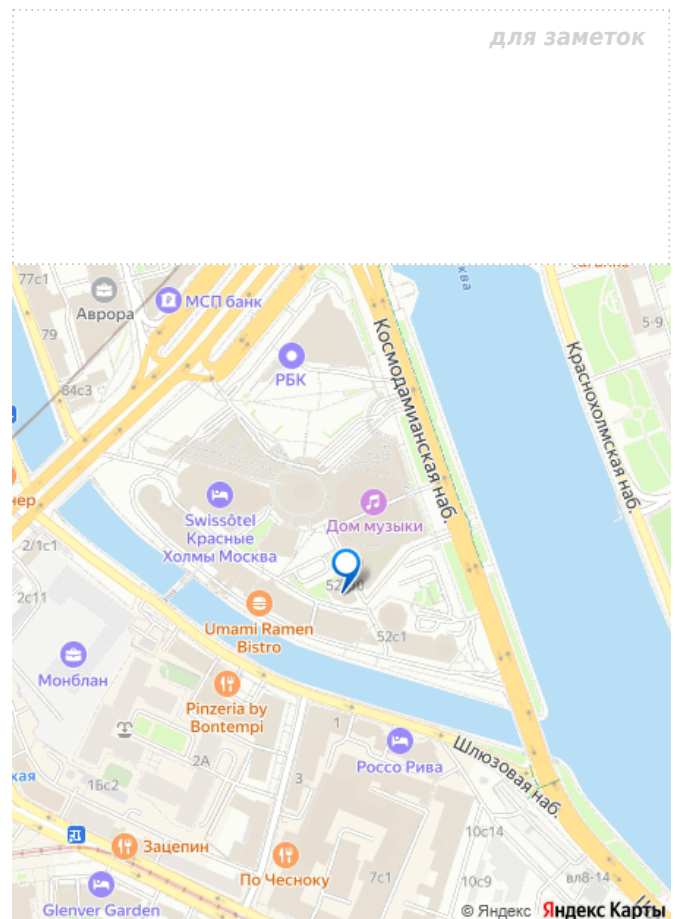 для заметок
77с1
Аврора
МСП банк
5-9
79
РБК
84с3
Космодамианская наб.
Краснохолмская наб.
Swissôtel
Красные
Холмы Москва
Дом музыки
2/1с1
2с11
52с1
Umami Ramen
Bistro
Монблан
Pinzeria by
Bontempi
1
Россо Рива
Шлюзовая наб.
2А
3
16с2
Зацепин
10с14
По Чесноку
7с1
10с9
вл8-14
Glenver Garden
© Яндекс Яндекс Карты